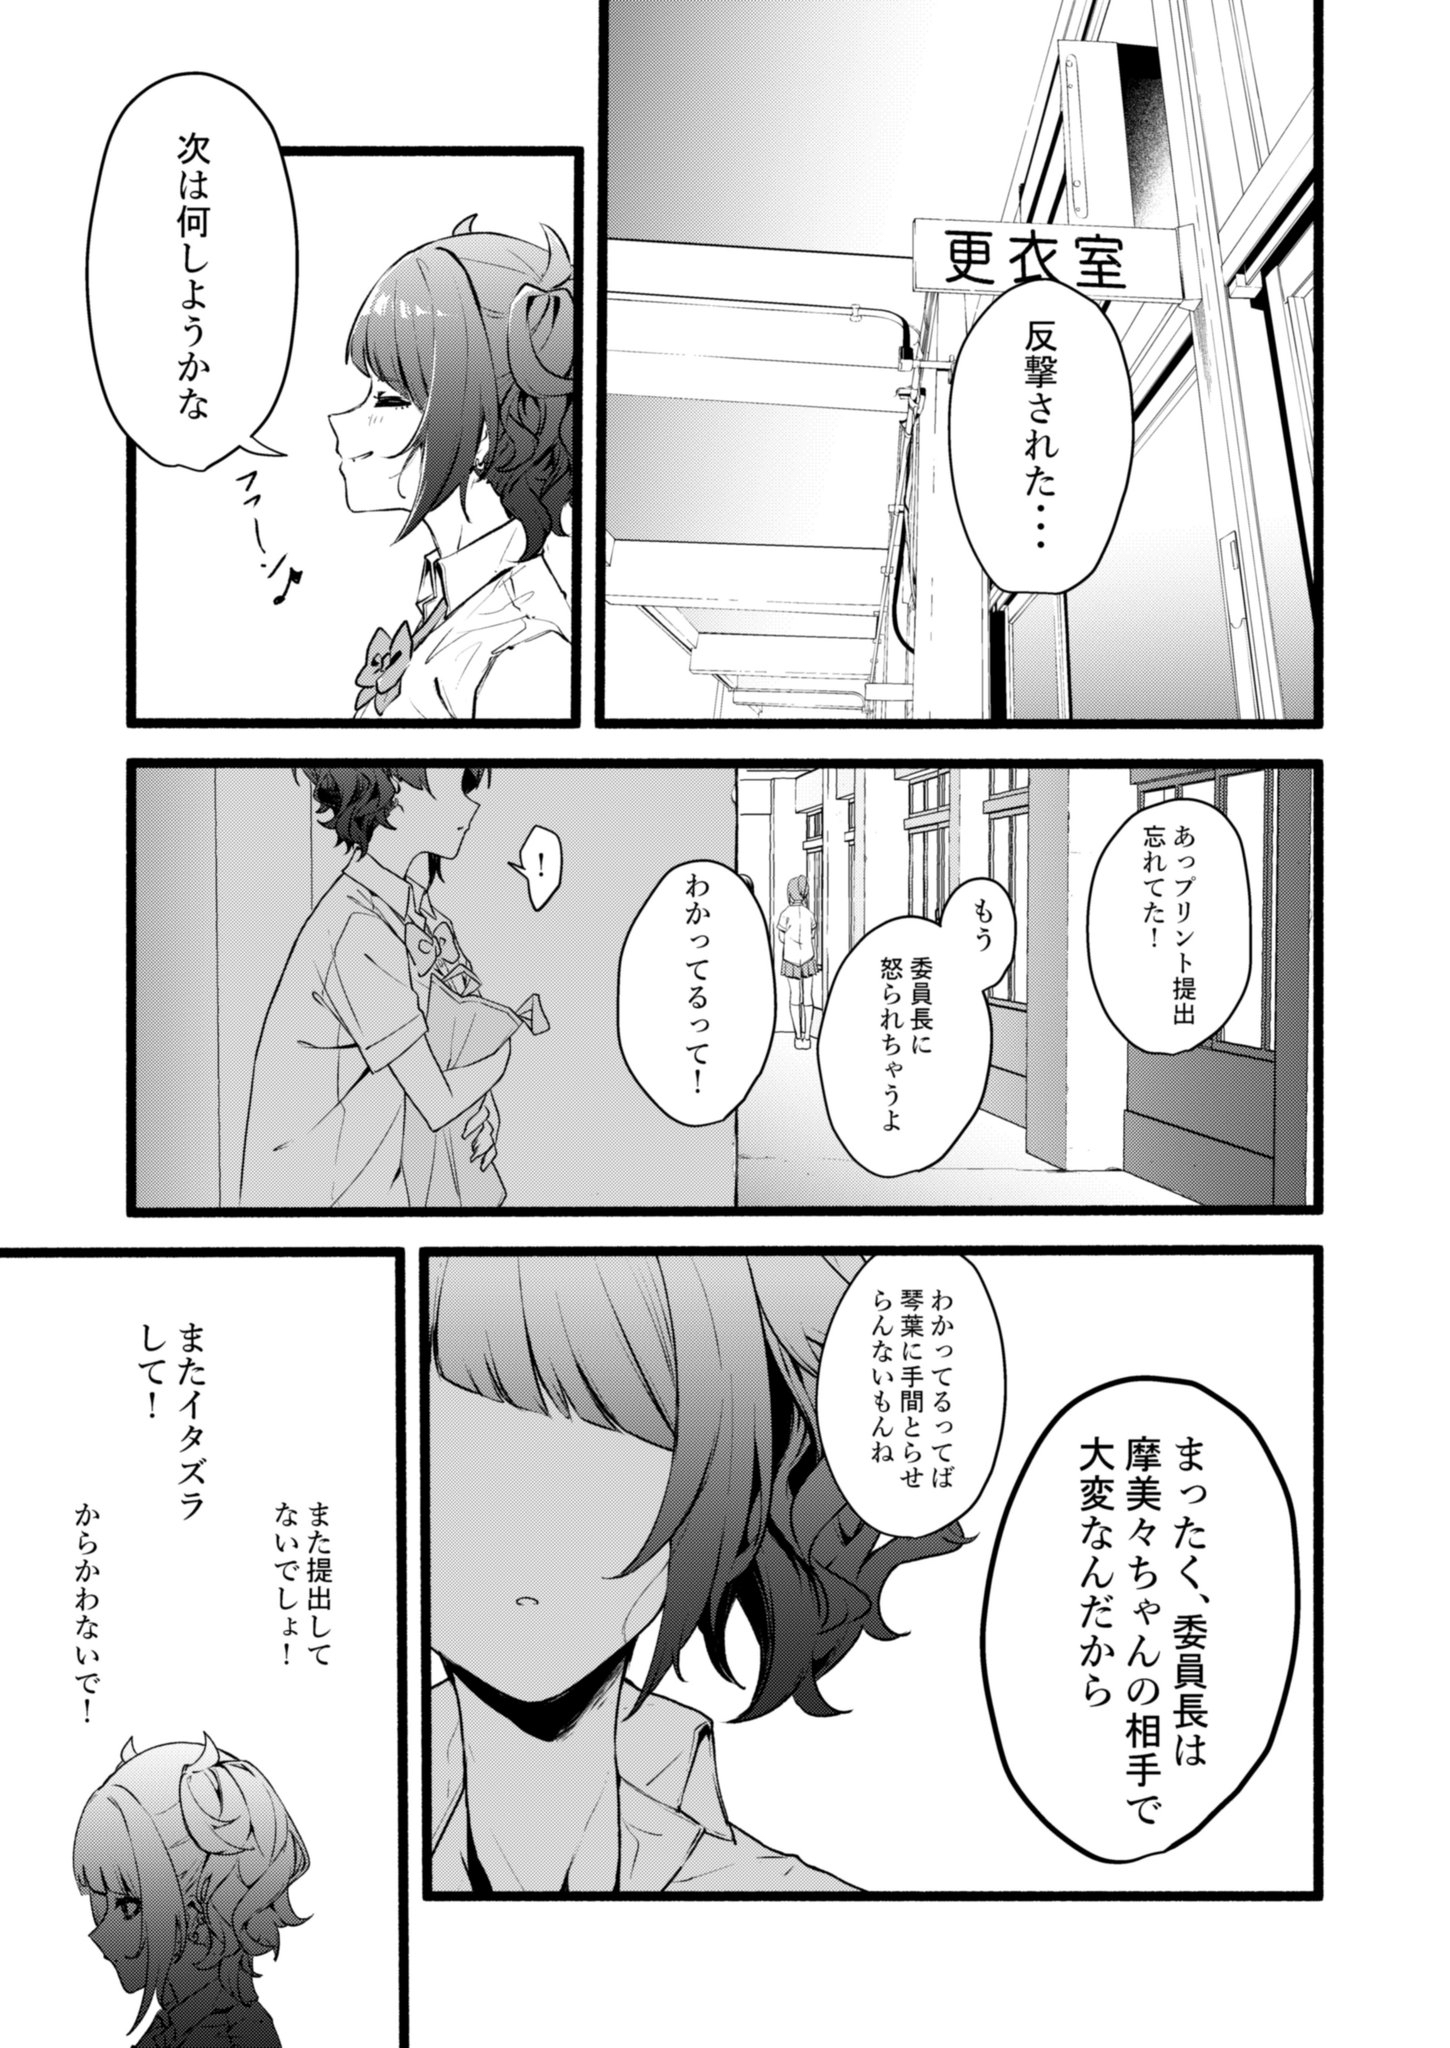 更衣室
反撃された・・・
次は何しようかな
フフーン♪
あっプリント提出
忘れてた！
もう
委員長に
怒られちゃうよ
わかってるって！
！
まったく、委員長は
摩美々ちゃんの相手で
大変なんだから
わかってるってば
琴葉に手間とらせ
らんないもんね
また提出して
ないでしょ！
またイタズラ
して！
からかわないで！